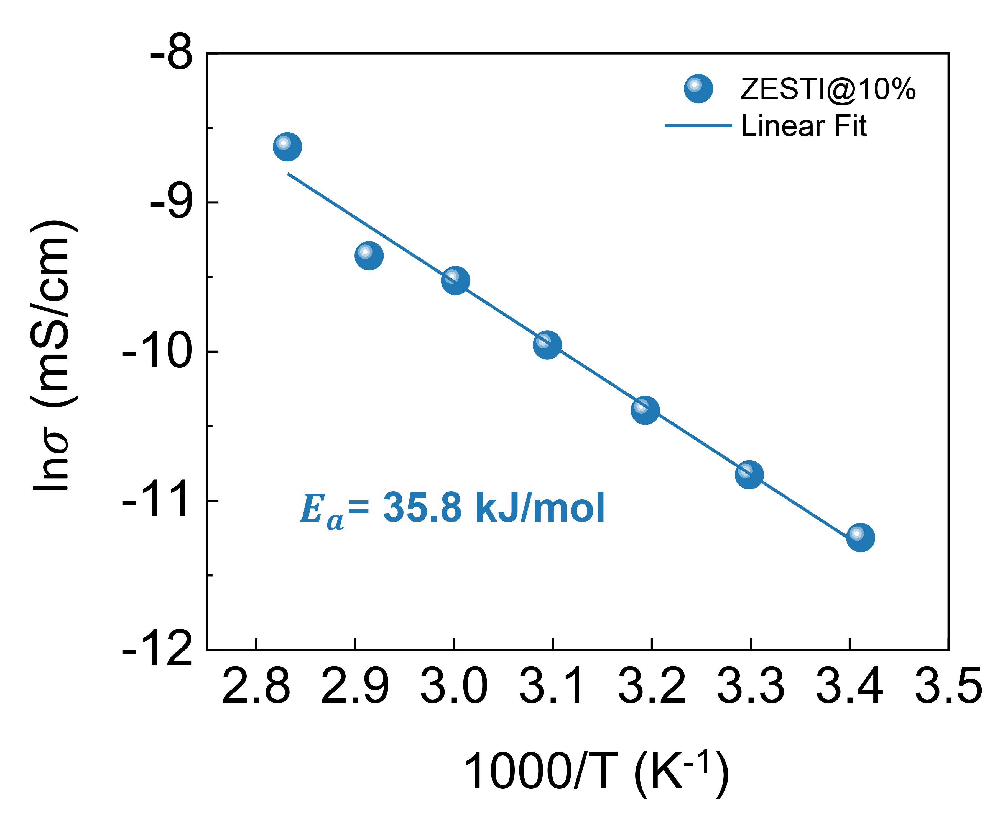 -8
-9
-10
-11
-12
lnσ (mS/cm)
ZESTI@10%
Linear Fit
Eₐ= 35.8 kJ/mol
2.8 2.9 3.0 3.1 3.2 3.3 3.4 3.5
1000/T (K⁻¹)